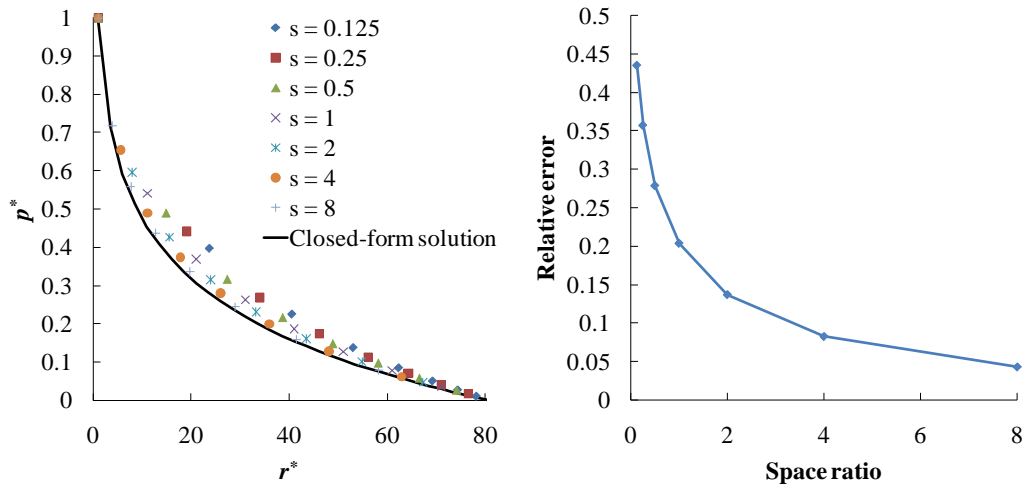 1
0.9
0.8
0.7
0.6
0.5
0.4
0.3
0.2
0.1
0
0 20 40 60 80
p*
r*
s = 0.125
s = 0.25
s = 0.5
s = 1
s = 2
s = 4
s = 8
Closed-form solution
0.5
0.45
0.4
0.35
0.3
0.25
0.2
0.15
0.1
0.05
0
0 2 4 6 8
Relative error
Space ratio